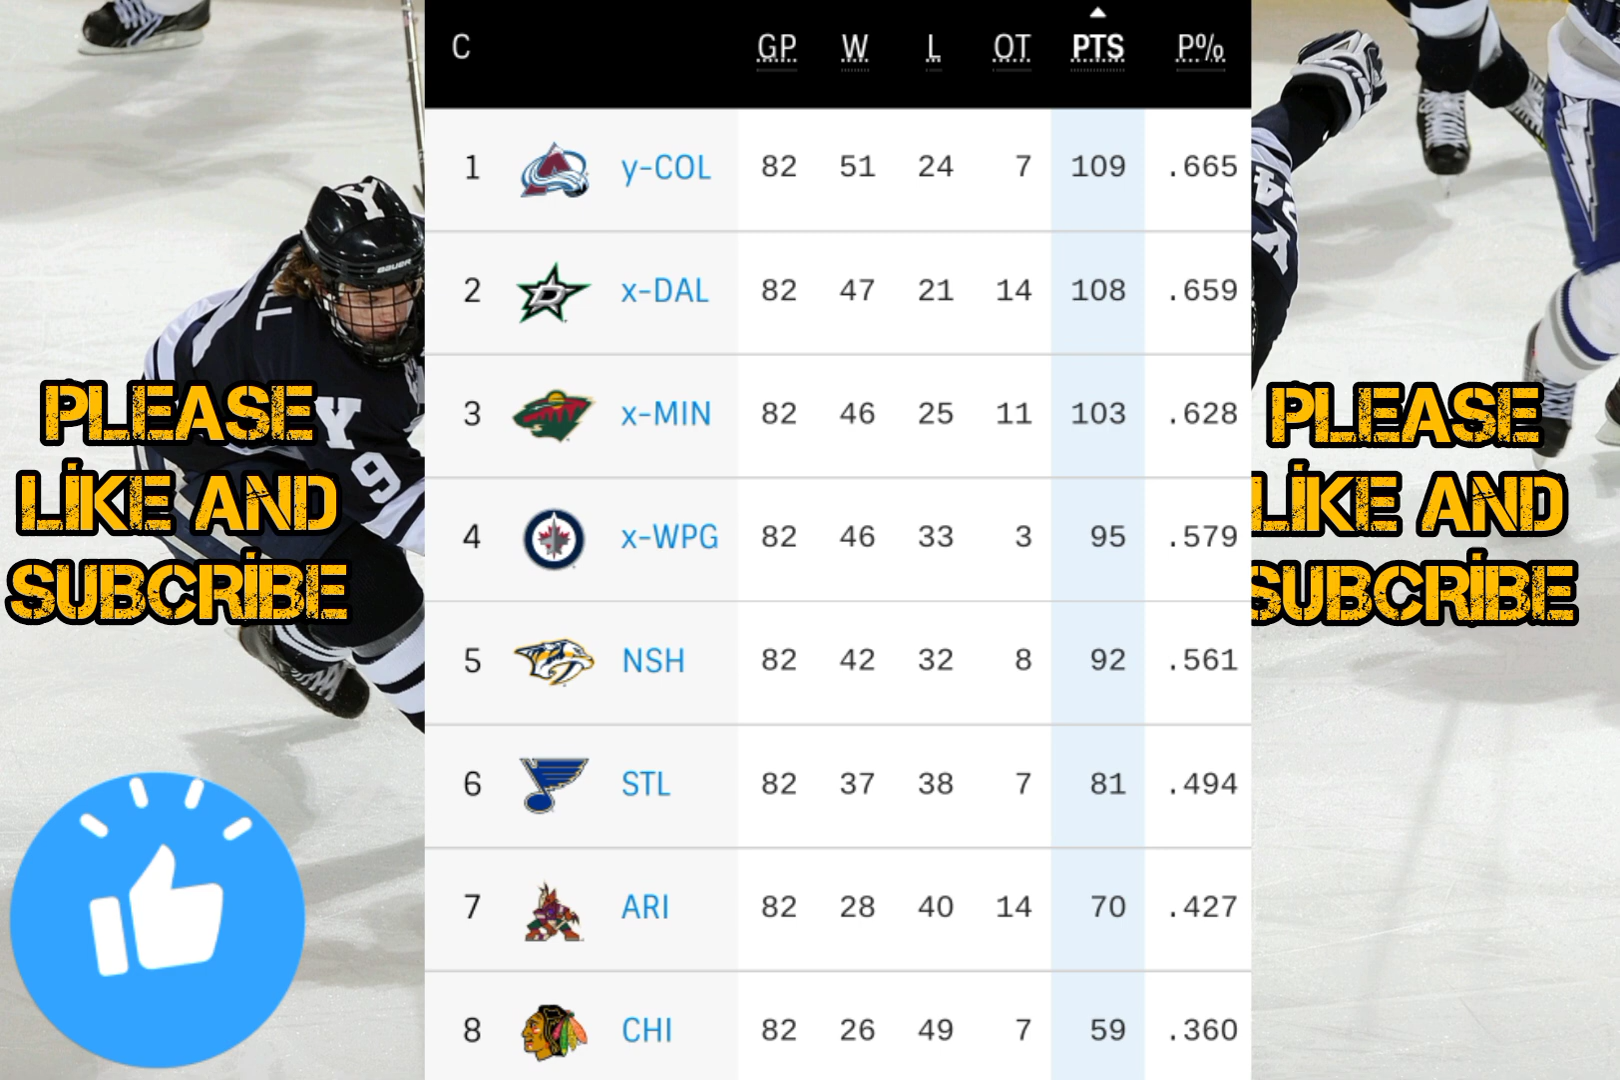 C GP W L OT PTS P%
1 y-COL 82 51 24 7 109 .665
2 x-DAL 82 47 21 14 108 .659
3 x-MIN 82 46 25 11 103 .628
4 x-WPG 82 46 33 3 95 .579
5 NSH 82 42 32 8 92 .561
6 STL 82 37 38 7 81 .494
7 ARI 82 28 40 14 70 .427
8 CHI 82 26 49 7 59 .360
PLEASE
LİKE AND
SUBCRİBE
PLEASE
LİKE AND
SUBCRİBE
Y
BAUER
Y
9